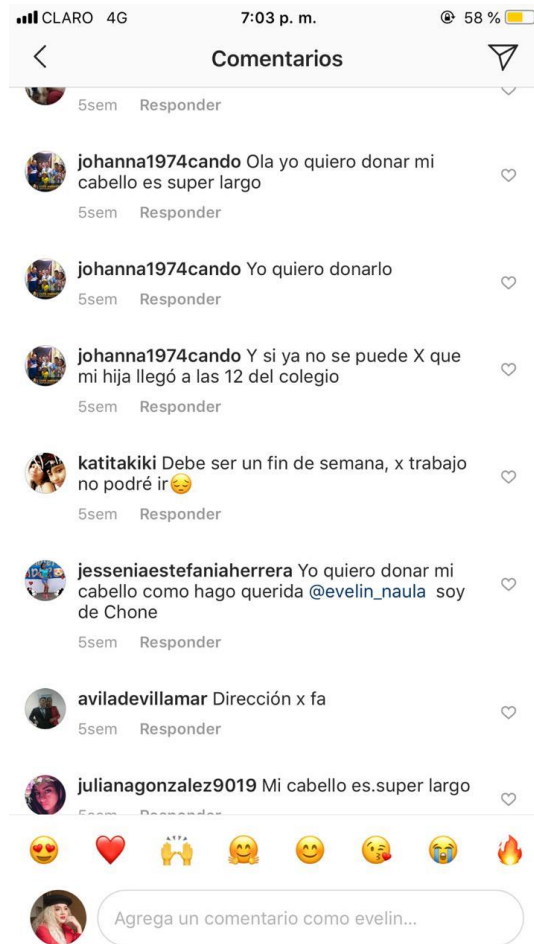 CLARO 4G 7:03 p. m. 58 %
Comentarios
5sem Responder
johanna1974cando Ola yo quiero donar mi
cabello es super largo
5sem Responder
johanna1974cando Yo quiero donarlo
5sem Responder
johanna1974cando Y si ya no se puede X que
mi hija llegó a las 12 del colegio
5sem Responder
katitakiki Debe ser un fin de semana, x trabajo
no podré ir😔
5sem Responder
jesseniaestefaniaherrera Yo quiero donar mi
cabello como hago querida @evelin_naula soy
de Chone
5sem Responder
aviladevillamar Dirección x fa
5sem Responder
julianagonzalez9019 Mi cabello es.super largo
5sem Responder
😍 ❤️ 🙌 🤗 😊 😘 😭 🔥
Agrega un comentario como evelin...